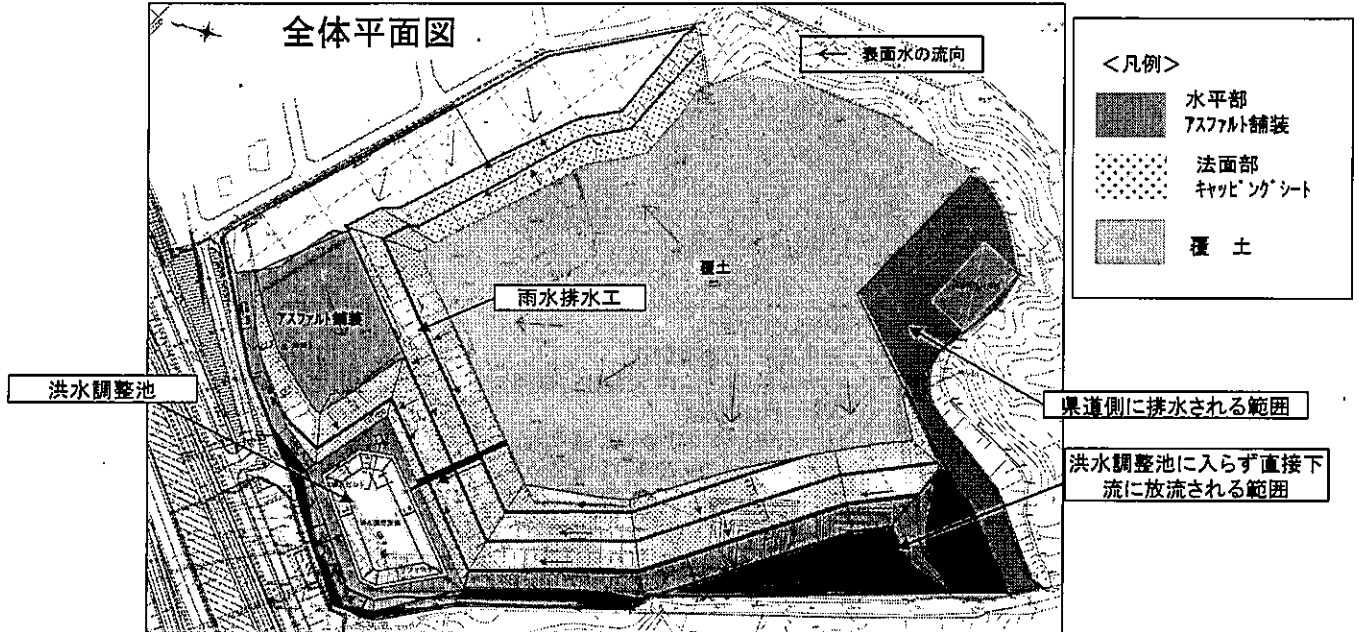 全体平面図
← 表面水の流向
<凡例>
水平部
アスファルト舗装
法面部
キャッピングシート
覆 土
覆土
雨水排水工
アスファルト舗装
洪水調整池
県道側に排水される範囲
洪水調整池に入らず直接下
流に放流される範囲